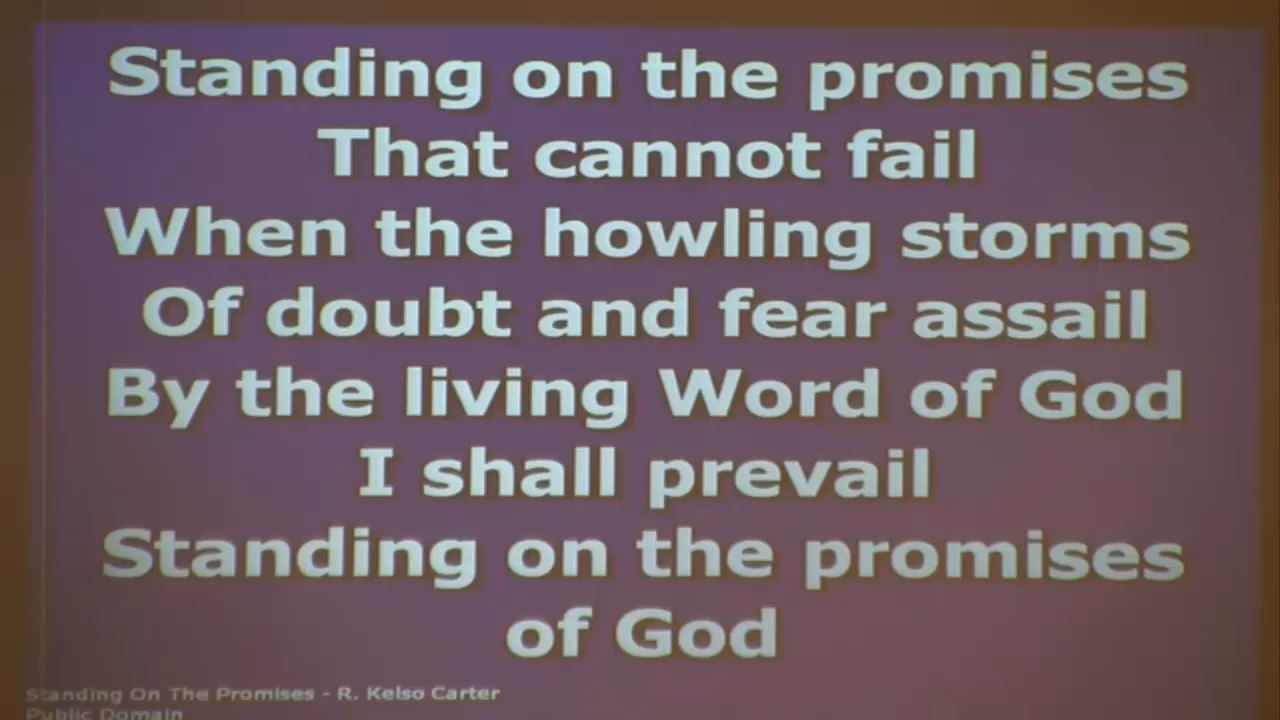 Standing on the promises
That cannot fail
When the howling storms
Of doubt and fear assail
By the living Word of God
I shall prevail
Standing on the promises
of God
Standing On The Promises - R. Kelso Carter
Public Domain